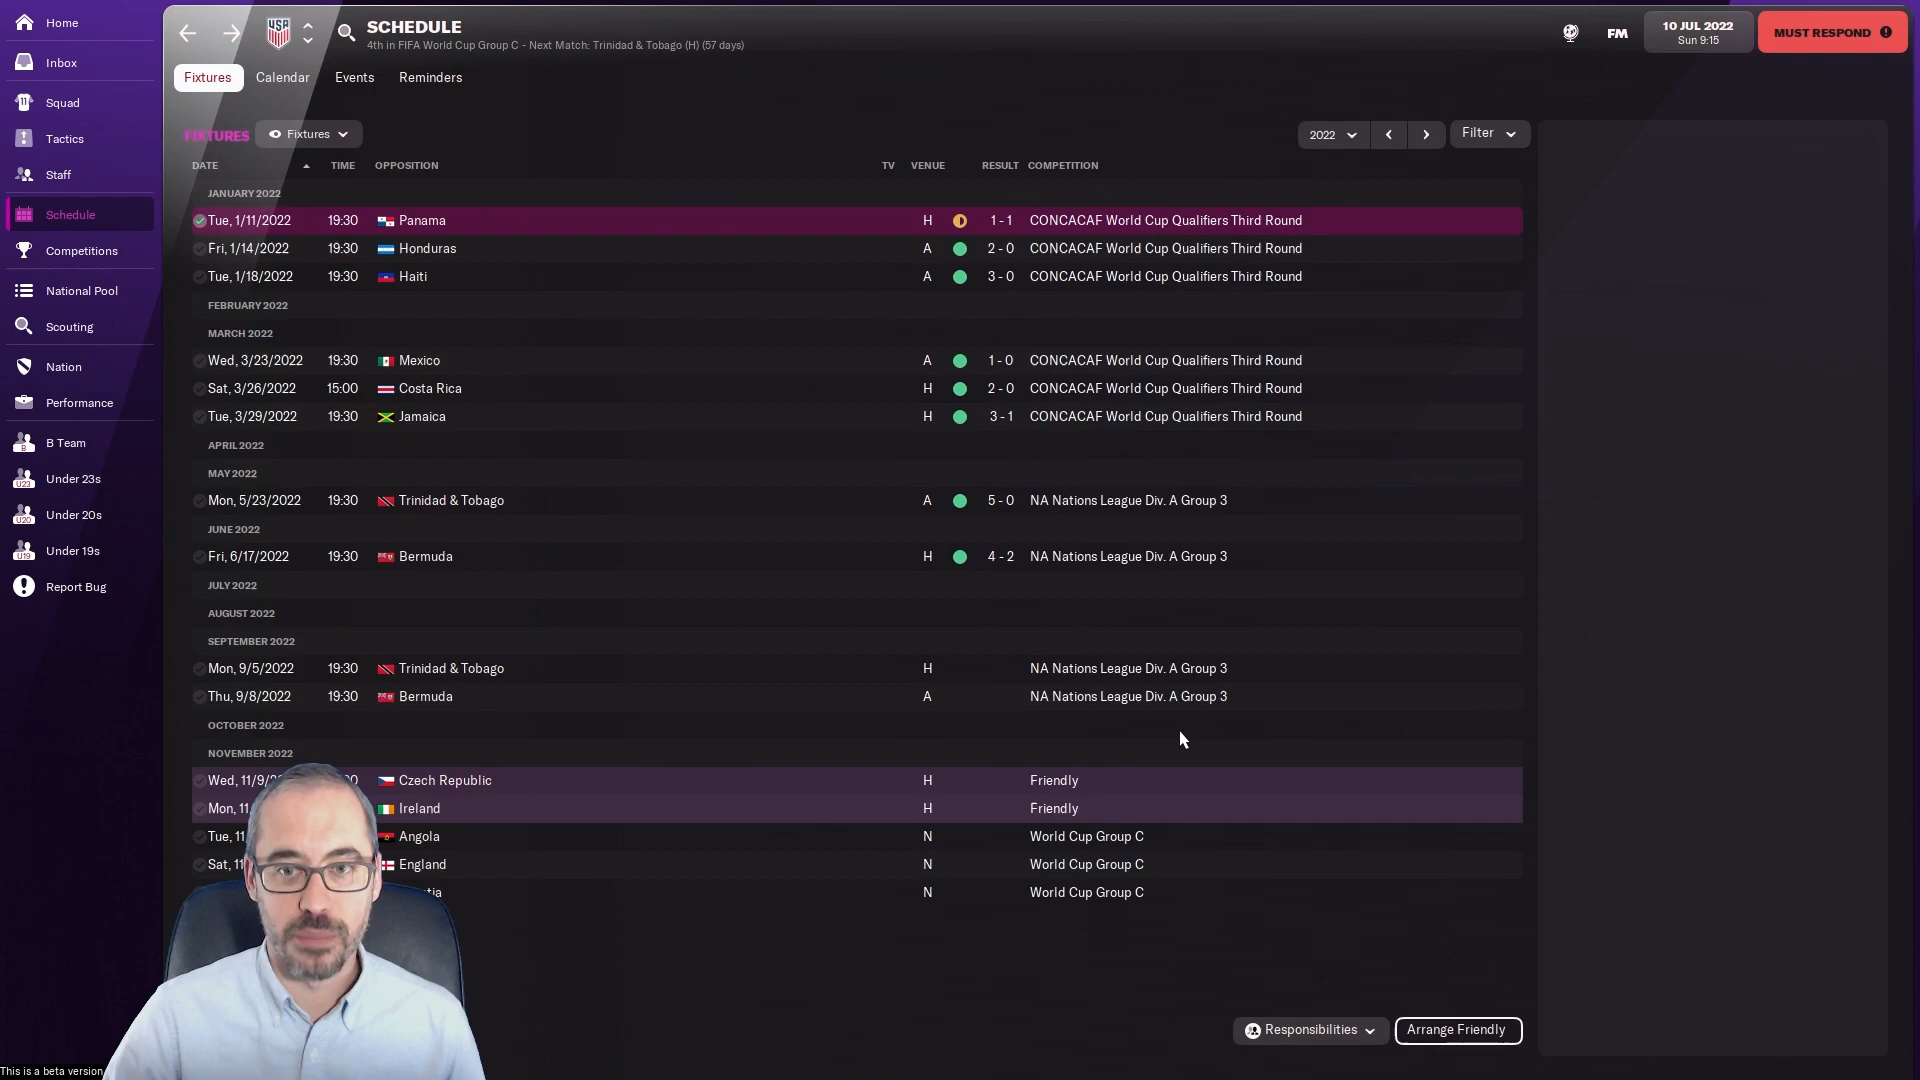 Home
Inbox
Squad
Tactics
Staff
Schedule
Competitions
National Pool
Scouting
Nation
Performance
B Team
Under 23s
Under 20s
Under 19s
Report Bug
This is a beta version
SCHEDULE
4th in FIFA World Cup Group C - Next Match: Trinidad & Tobago (H) (57 days)
FM
10 JUL 2022
Sun 9:15
MUST RESPOND
Fixtures Calendar Events Reminders
FIXTURES Fixtures 2022 Filter
DATE TIME OPPOSITION TV VENUE RESULT COMPETITION
JANUARY 2022
Tue, 1/11/2022 19:30 Panama H 1 - 1 CONCACAF World Cup Qualifiers Third Round
Fri, 1/14/2022 19:30 Honduras A 2 - 0 CONCACAF World Cup Qualifiers Third Round
Tue, 1/18/2022 19:30 Haiti A 3 - 0 CONCACAF World Cup Qualifiers Third Round
FEBRUARY 2022
MARCH 2022
Wed, 3/23/2022 19:30 Mexico A 1 - 0 CONCACAF World Cup Qualifiers Third Round
Sat, 3/26/2022 15:00 Costa Rica H 2 - 0 CONCACAF World Cup Qualifiers Third Round
Tue, 3/29/2022 19:30 Jamaica H 3 - 1 CONCACAF World Cup Qualifiers Third Round
APRIL 2022
MAY 2022
Mon, 5/23/2022 19:30 Trinidad & Tobago A 5 - 0 NA Nations League Div. A Group 3
JUNE 2022
Fri, 6/17/2022 19:30 Bermuda H 4 - 2 NA Nations League Div. A Group 3
JULY 2022
AUGUST 2022
SEPTEMBER 2022
Mon, 9/5/2022 19:30 Trinidad & Tobago H NA Nations League Div. A Group 3
Thu, 9/8/2022 19:30 Bermuda A NA Nations League Div. A Group 3
OCTOBER 2022
NOVEMBER 2022
Wed, 11/9/ Czech Republic H Friendly
Mon, 11 Ireland H Friendly
Tue, 11 Angola N World Cup Group C
Sat, 11 England N World Cup Group C
tia N World Cup Group C
Responsibilities Arrange Friendly